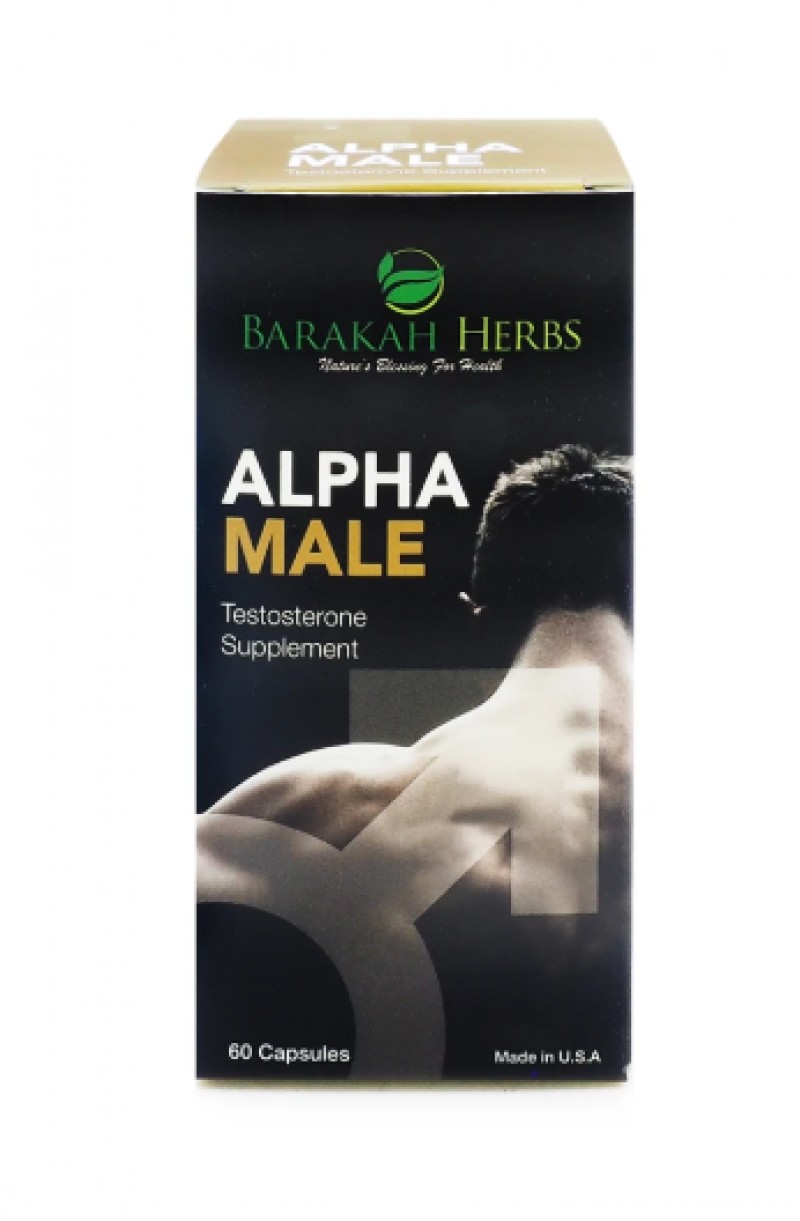 ALPHA
MALE
Testosterone Supplement
BARAKAH HERBS
Nature's Blessing For Health
ALPHA
MALE
Testosterone
Supplement
60 Capsules
Made in U.S.A